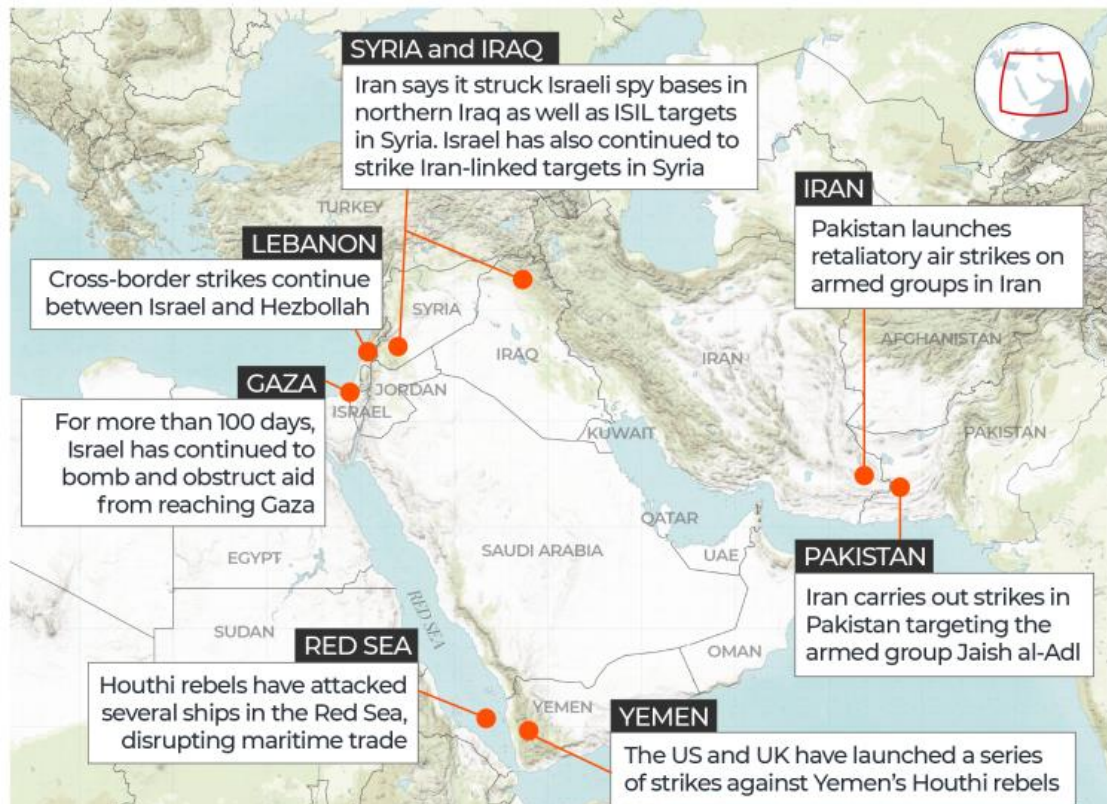 SYRIA and IRAQ
Iran says it struck Israeli spy bases in
northern Iraq as well as ISIL targets
in Syria. Israel has also continued to
strike Iran-linked targets in Syria
IRAN
Pakistan launches
retaliatory air strikes on
armed groups in Iran
TURKEY
LEBANON
Cross-border strikes continue
between Israel and Hezbollah
SYRIA
IRAQ
IRAN
AFGHANISTAN
GAZA
For more than 100 days,
Israel has continued to
bomb and obstruct aid
from reaching Gaza
JORDAN
ISRAEL
KUWAIT
PAKISTAN
QATAR
UAE
SAUDI ARABIA
EGYPT
PAKISTAN
Iran carries out strikes in
Pakistan targeting the
armed group Jaish al-Adl
RED SEA
SUDAN
OMAN
RED SEA
Houthi rebels have attacked
several ships in the Red Sea,
disrupting maritime trade
YEMEN
YEMEN
The US and UK have launched a series
of strikes against Yemen's Houthi rebels